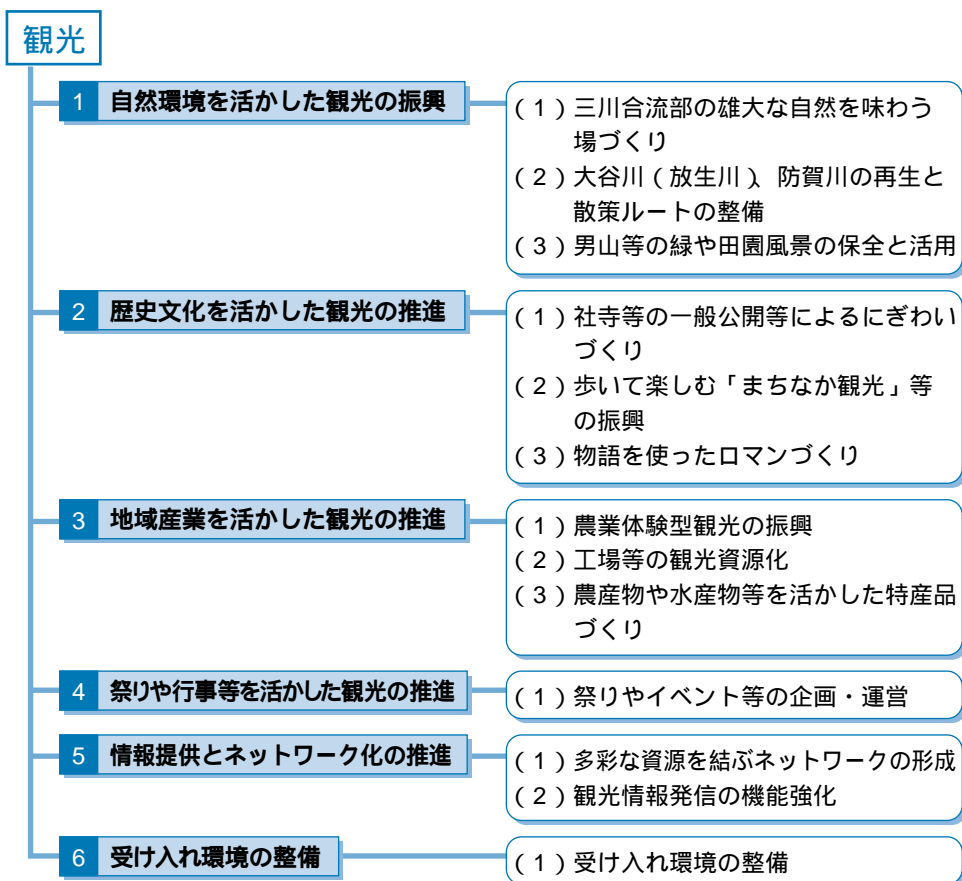 観光
1 自然環境を活かした観光の振興
(1)三川合流部の雄大な自然を味わう
場づくり
(2)大谷川(放生川)、防賀川の再生と
散策ルートの整備
(3)男山等の緑や田園風景の保全と活用
2 歴史文化を活かした観光の推進
(1)社寺等の一般公開等によるにぎわい
づくり
(2)歩いて楽しむ「まちなか観光」等
の振興
(3)物語を使ったロマンづくり
3 地域産業を活かした観光の推進
(1)農業体験型観光の振興
(2)工場等の観光資源化
(3)農産物や水産物等を活かした特産品
づくり
4 祭りや行事等を活かした観光の推進
(1)祭りやイベント等の企画・運営
5 情報提供とネットワーク化の推進
(1)多彩な資源を結ぶネットワークの形成
(2)観光情報発信の機能強化
6 受け入れ環境の整備
(1)受け入れ環境の整備